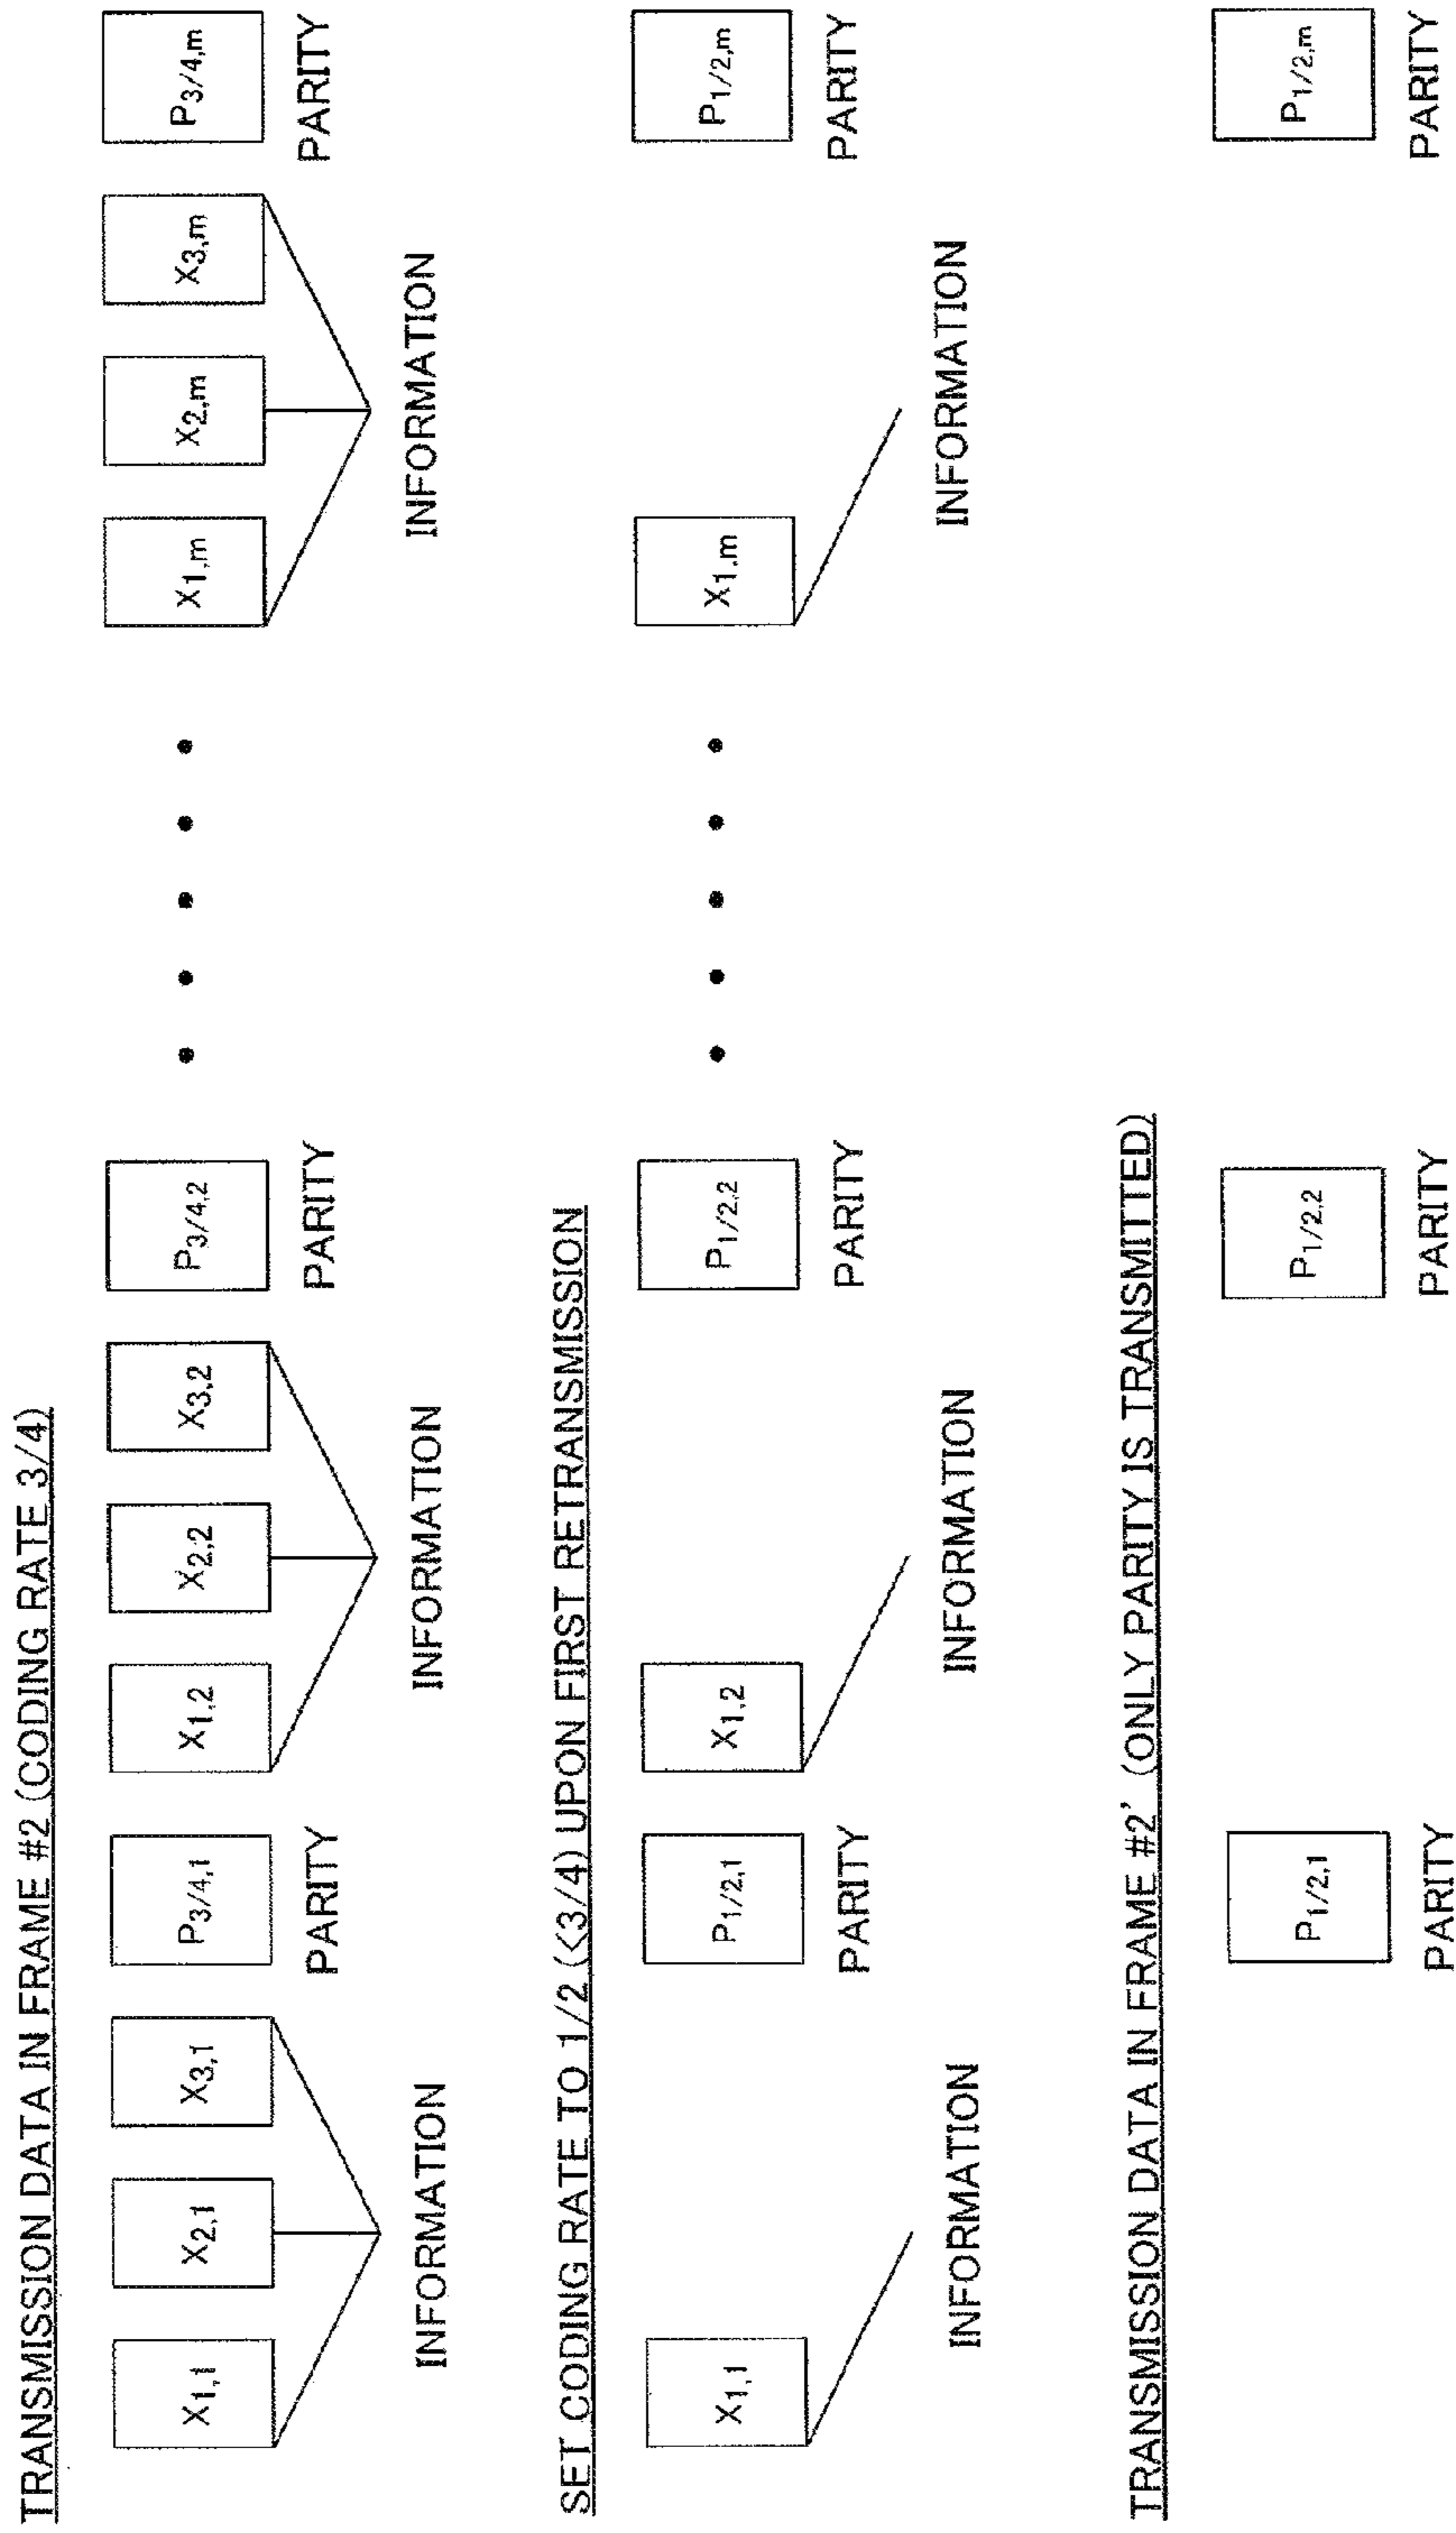 TRANSMISSION DATA IN FRAME #2 (CODING RATE 3/4)
X1,1 X2,1 X3,1 P3/4,1 X1,2 X2,2 X3,2 P3/4,2 • • • • • X1,m X2,m X3,m P3/4,m
PARITY PARITY PARITY
INFORMATION INFORMATION INFORMATION
SET CODING RATE TO 1/2 (<3/4) UPON FIRST RETRANSMISSION
X1,1 P1/2,1 X1,2 P1/2,2 • • • • • X1,m P1/2,m
PARITY PARITY PARITY
INFORMATION INFORMATION INFORMATION
TRANSMISSION DATA IN FRAME #2' (ONLY PARITY IS TRANSMITTED)
P1/2,1 P1/2,2 P1/2,m
PARITY PARITY PARITY